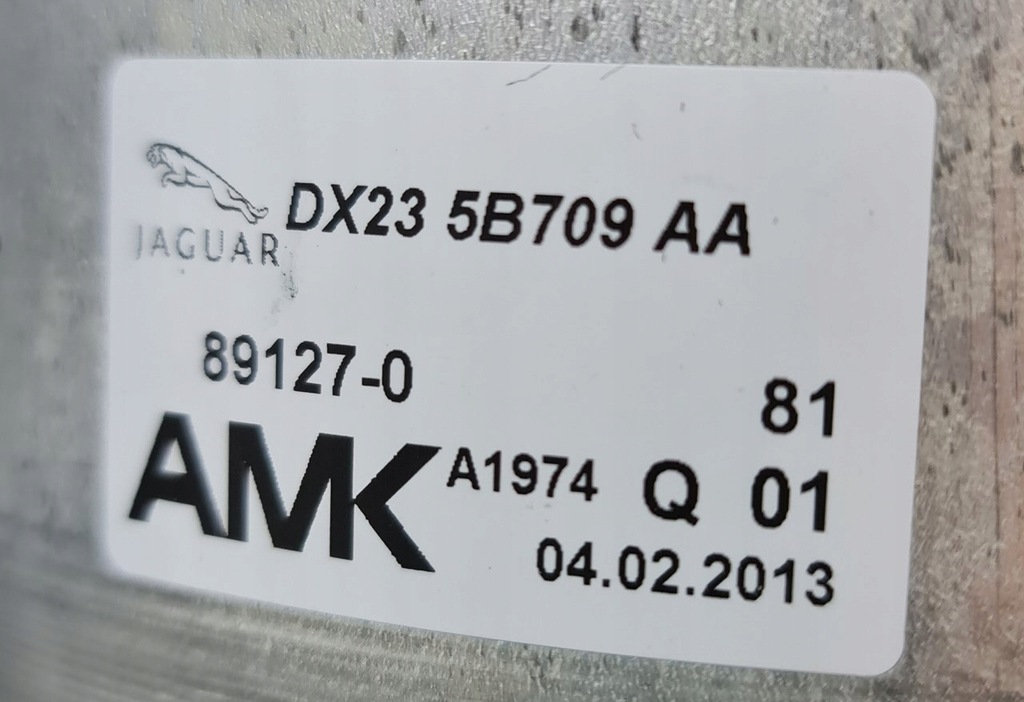 JAGUAR
DX23 5B709 AA
89127-0
81
AMK A1974 Q 01
04.02.2013